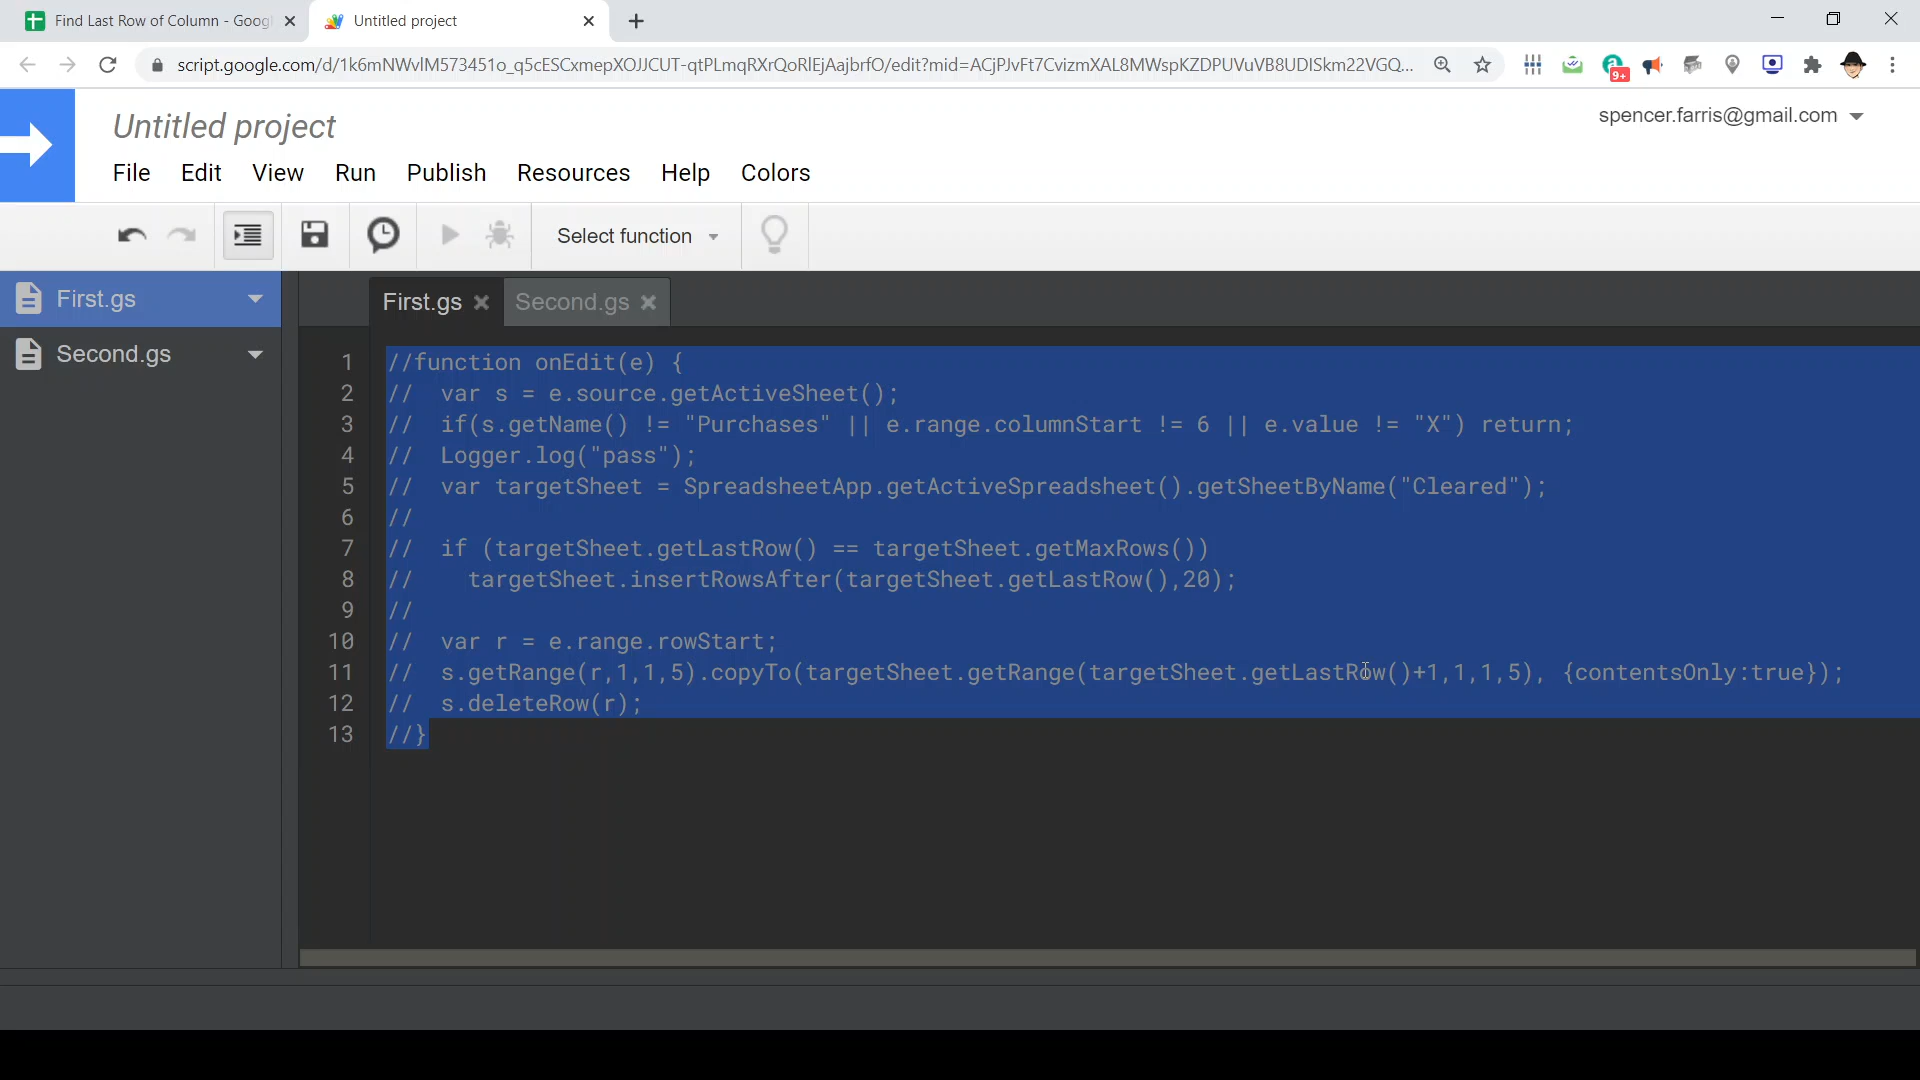 Find Last Row of Column - Goog
Untitled project
script.google.com/d/1k6mNWvlM573451o_q5cESCxmepXOJJCUT-qtPLmqRXrQoRlEjAajbrfO/edit?mid=ACjPJvFt7CvizmXAL8MWspKZDPUVuVB8UDISkm22VGQ...
9+
Untitled project
spencer.farris@gmail.com
File Edit View Run Publish Resources Help Colors
Select function
First.gs
Second.gs
First.gs
Second.gs
1 //function onEdit(e) {
2 //  var s = e.source.getActiveSheet();
3 //  if(s.getName() != "Purchases" || e.range.columnStart != 6 || e.value != "X") return;
4 //  Logger.log("pass");
5 //  var targetSheet = SpreadsheetApp.getActiveSpreadsheet().getSheetByName("Cleared");
6 //
7 //  if (targetSheet.getLastRow() == targetSheet.getMaxRows())
8 //    targetSheet.insertRowsAfter(targetSheet.getLastRow(),20);
9 //
10 //  var r = e.range.rowStart;
11 //  s.getRange(r,1,1,5).copyTo(targetSheet.getRange(targetSheet.getLastRow()+1,1,1,5), {contentsOnly:true});
12 //  s.deleteRow(r);
13 //}